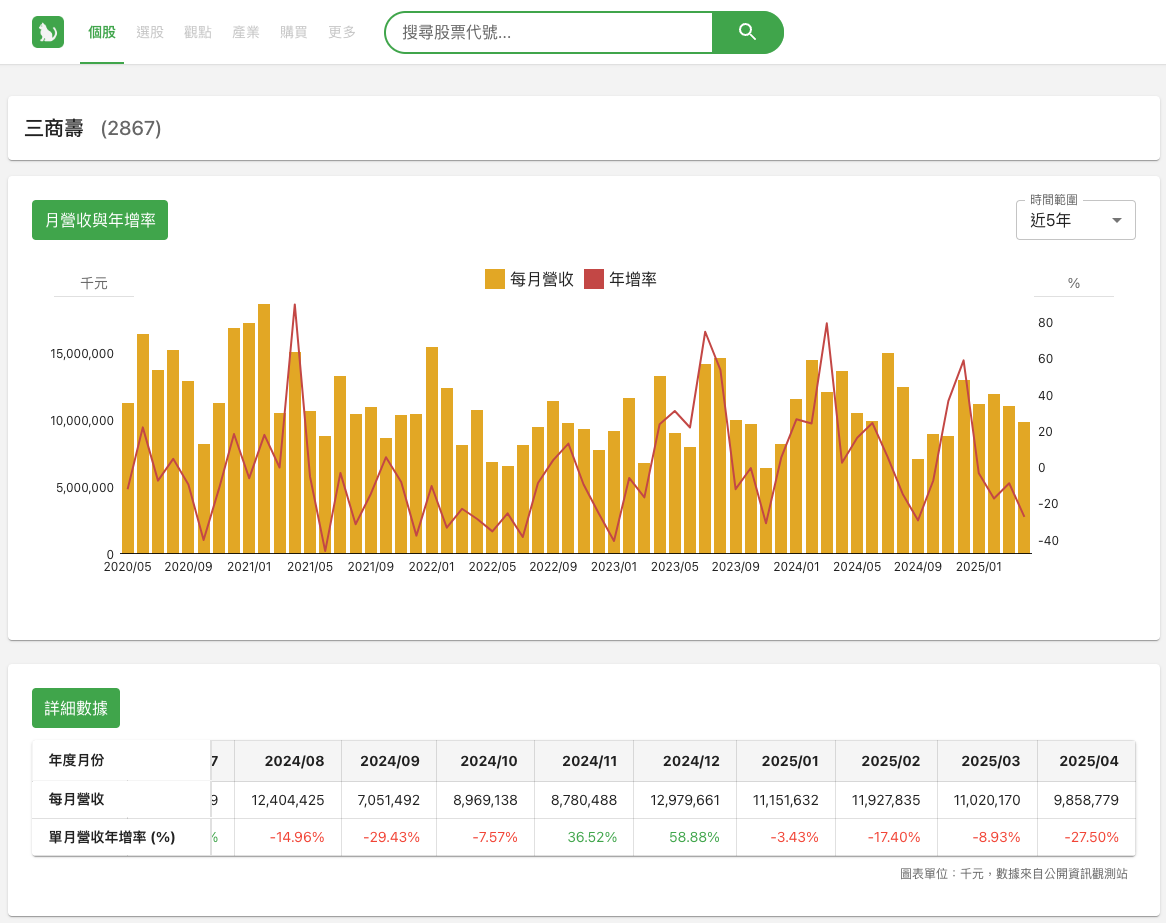 個股 選股 觀點 產業 購買 更多 搜尋股票代號...
三商壽 (2867)
月營收與年增率
時間範圍
近5年
千元 每月營收 年增率 %
80
15,000,000
60
40
10,000,000
20
0
5,000,000
-20
-40
0
2020/05 2020/09 2021/01 2021/05 2021/09 2022/01 2022/05 2022/09 2023/01 2023/05 2023/09 2024/01 2024/05 2024/09 2025/01
詳細數據
年度月份 7 2024/08 2024/09 2024/10 2024/11 2024/12 2025/01 2025/02 2025/03 2025/04
每月營收 9 12,404,425 7,051,492 8,969,138 8,780,488 12,979,661 11,151,632 11,927,835 11,020,170 9,858,779
單月營收年增率 (%) % -14.96% -29.43% -7.57% 36.52% 58.88% -3.43% -17.40% -8.93% -27.50%
圖表單位：千元，數據來自公開資訊觀測站